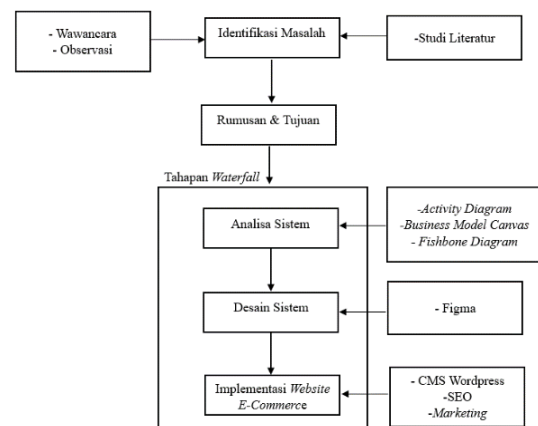 - Wawancara
- Observasi
Identifikasi Masalah
-Studi Literatur
Rumusan & Tujuan
Tahapan Waterfall
Analisa Sistem
-Activity Diagram
-Business Model Canvas
- Fishbone Diagram
Desain Sistem
- Figma
Implementasi Website
E-Commerce
- CMS Wordpress
-SEO
-Marketing